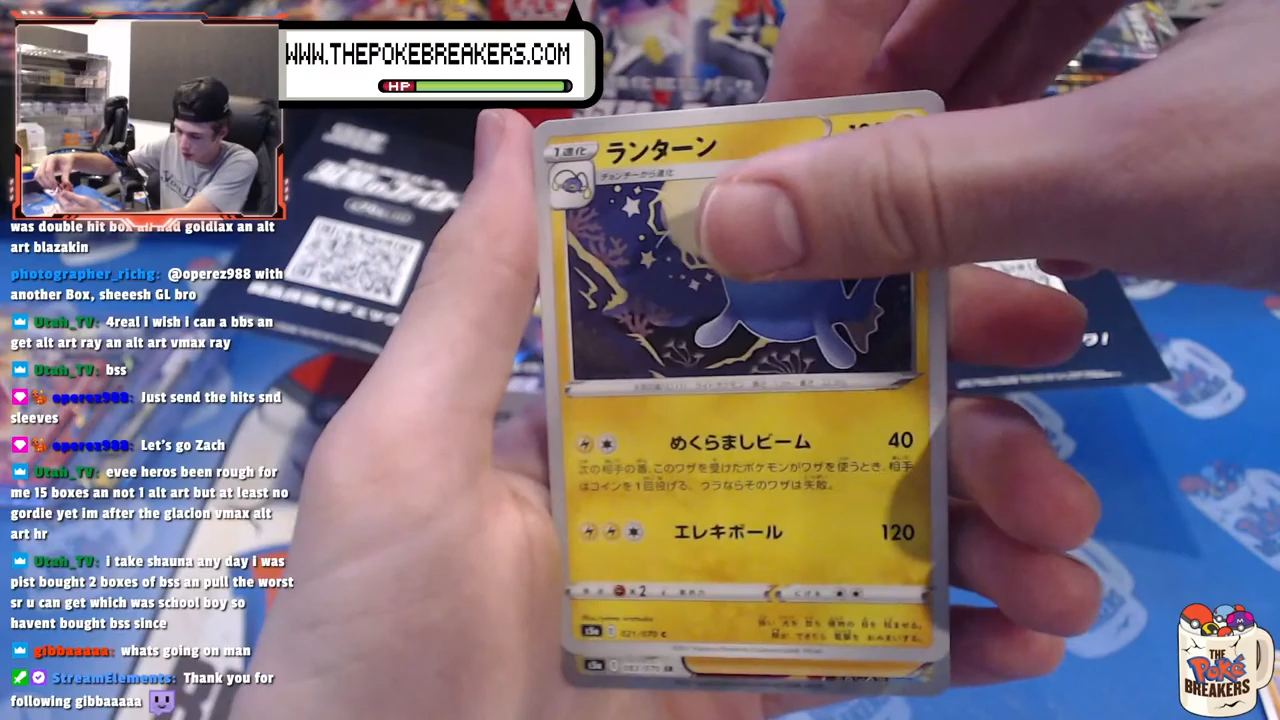 WWW.THEPOKEBREAKERS.COM
HP
was double hit box an had goldlax an alt
art blazakin
photographer_richg: @operez988 with
another Box, sheeesh GL bro
Utah_TV: 4real i wish i can a bbs an
get alt art ray an alt art vmax ray
Utah_TV: bss
operez988: Just send the hits snd
sleeves
operez988: Let's go Zach
Utah_TV: evee heros been rough for
me 15 boxes an not 1 alt art but at least no
gordie yet im after the glacion vmax alt
art hr
Utah_TV: i take shauna any day i was
pist bought 2 boxes of bss an pull the worst
sr u can get which was school boy so
havent bought bss since
gibbaaaaa: whats going on man
StreamElements: Thank you for
following gibbaaaaa
1進化
ランターン
チョンチーから進化
めくらましビーム 40
次の相手の番、このワザを受けたポケモンがワザを使うとき、相手
はコインを1回投げる。ウラならそのワザは失敗。
エレキボール 120
×2
021/070 C
THE
Poké
BREAKERS